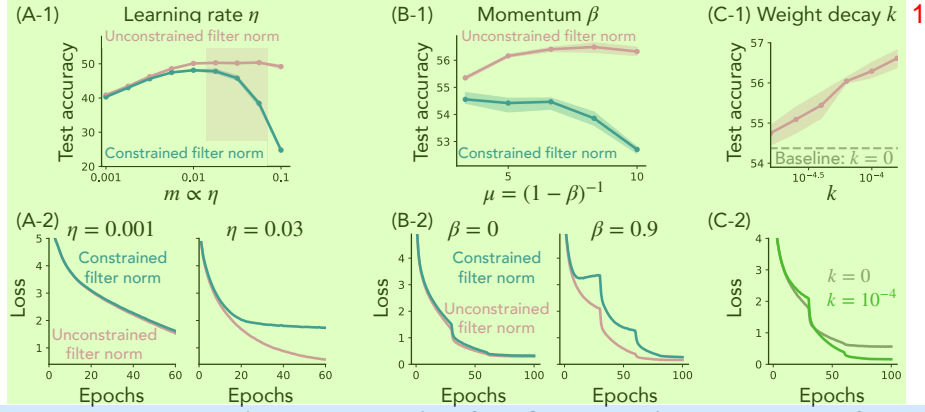 (A-1) Learning rate η
Unconstrained filter norm
Test accuracy
50
40
30
20
Constrained filter norm
0,001 0,01 0,1
m ∝ η
(B-1) Momentum β
Unconstrained filter norm
Test accuracy
56
55
54
53
Constrained filter norm
5 10
μ = (1 − β)⁻¹
(C-1) Weight decay k
1
Test accuracy
57
56
55
54
Baseline: k = 0
10⁻⁴·⁵ 10⁻⁴
k
(A-2) η = 0.001 η = 0.03
Loss
5
4
3
2
1
Constrained
filter norm
Unconstrained
filter norm
0 20 40 60 0 20 40 60
Epochs Epochs
(B-2) β = 0 β = 0.9
Loss
4
3
2
1
0
Constrained
filter norm
Unconstrained
filter norm
0 50 100 0 50 100
Epochs Epochs
(C-2)
Loss
4
3
2
1
0
k = 0
k = 10⁻⁴
0 50 100
Epochs